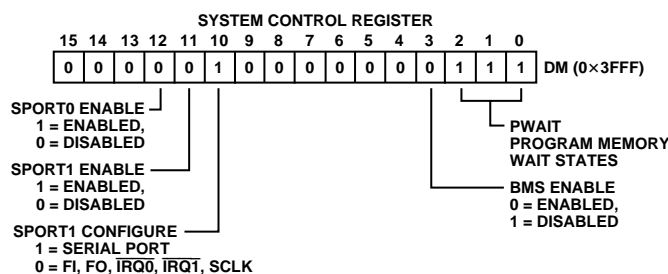 SYSTEM CONTROL REGISTER
15 14 13 12 11 10 9 8 7 6 5 4 3 2 1 0
0 0 0 0 0 1 0 0 0 0 0 0 0 1 1 1 DM (0×3FFF)
SPORT0 ENABLE
1 = ENABLED,
0 = DISABLED
SPORT1 ENABLE
1 = ENABLED,
0 = DISABLED
SPORT1 CONFIGURE
1 = SERIAL PORT
0 = FI, FO, I̅R̅Q̅0̅, I̅R̅Q̅1̅, SCLK
PWAIT
PROGRAM MEMORY
WAIT STATES
BMS ENABLE
0 = ENABLED,
1 = DISABLED